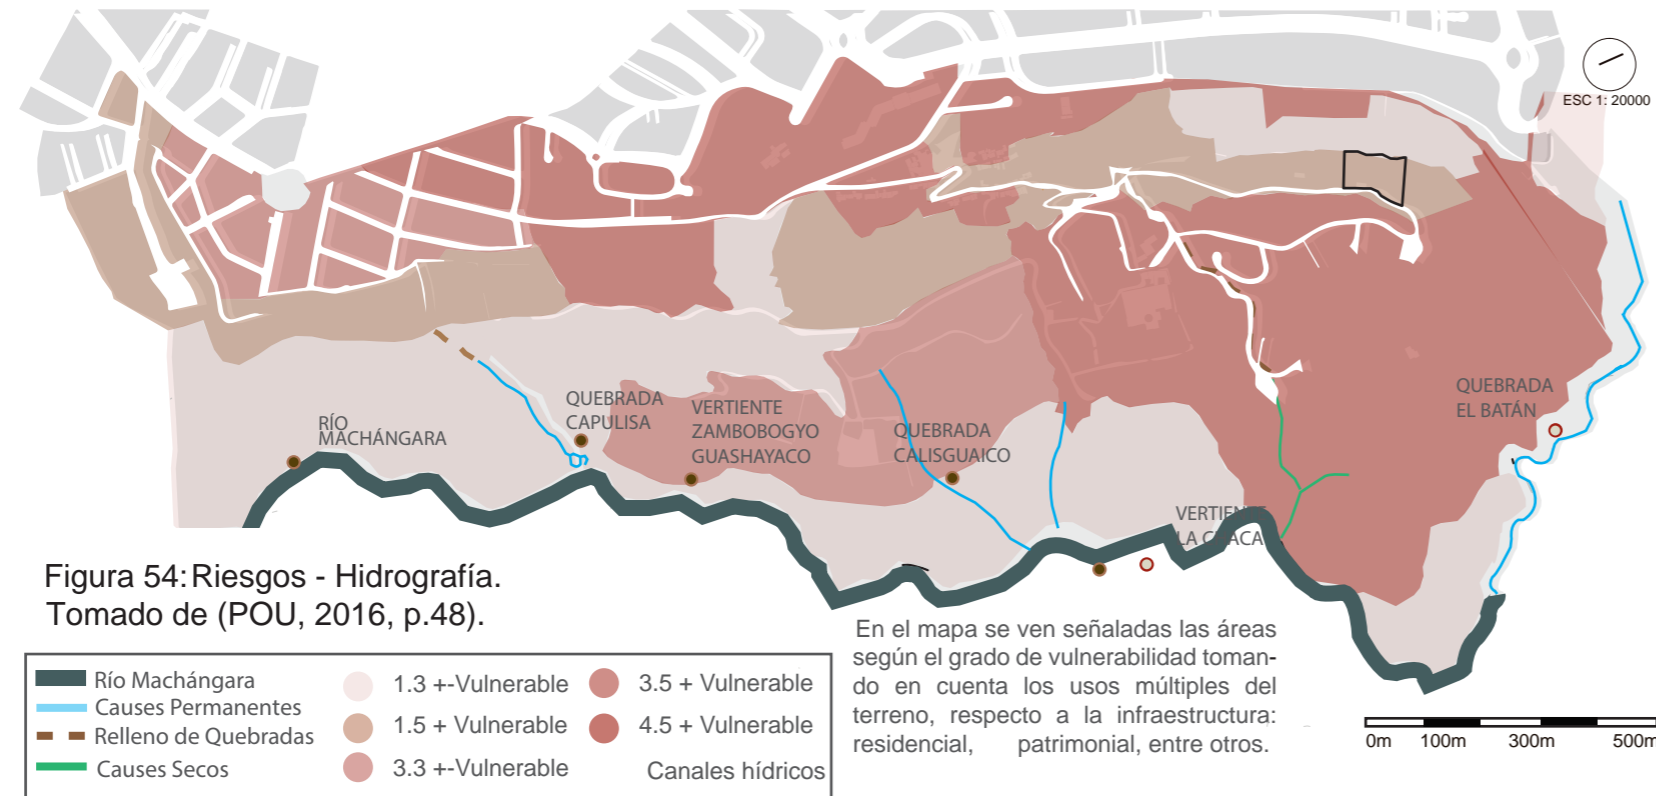 ESC 1: 20000
QUEBRADA
EL BATÁN
QUEBRADA
CAPULISA
VERTIENTE
ZAMBOBOGYO
GUASHAYACO
RÍO
MACHÁNGARA
QUEBRADA
CALISGUAICO
VERTIENTE
LA
Figura 54: Riesgos - Hidrografía.
Tomado de (POU, 2016, p.48).
Río Machángara
Causes Permanentes
Relleno de Quebradas
Causes Secos
1.3 +-Vulnerable
1.5 + Vulnerable
3.3 +-Vulnerable
3.5 + Vulnerable
4.5 + Vulnerable
Canales hídricos
En el mapa se ven señaladas las áreas
según el grado de vulnerabilidad toman-
do en cuenta los usos múltiples del
terreno, respecto a la infraestructura:
residencial, patrimonial, entre otros.
0m 100m 300m 500m